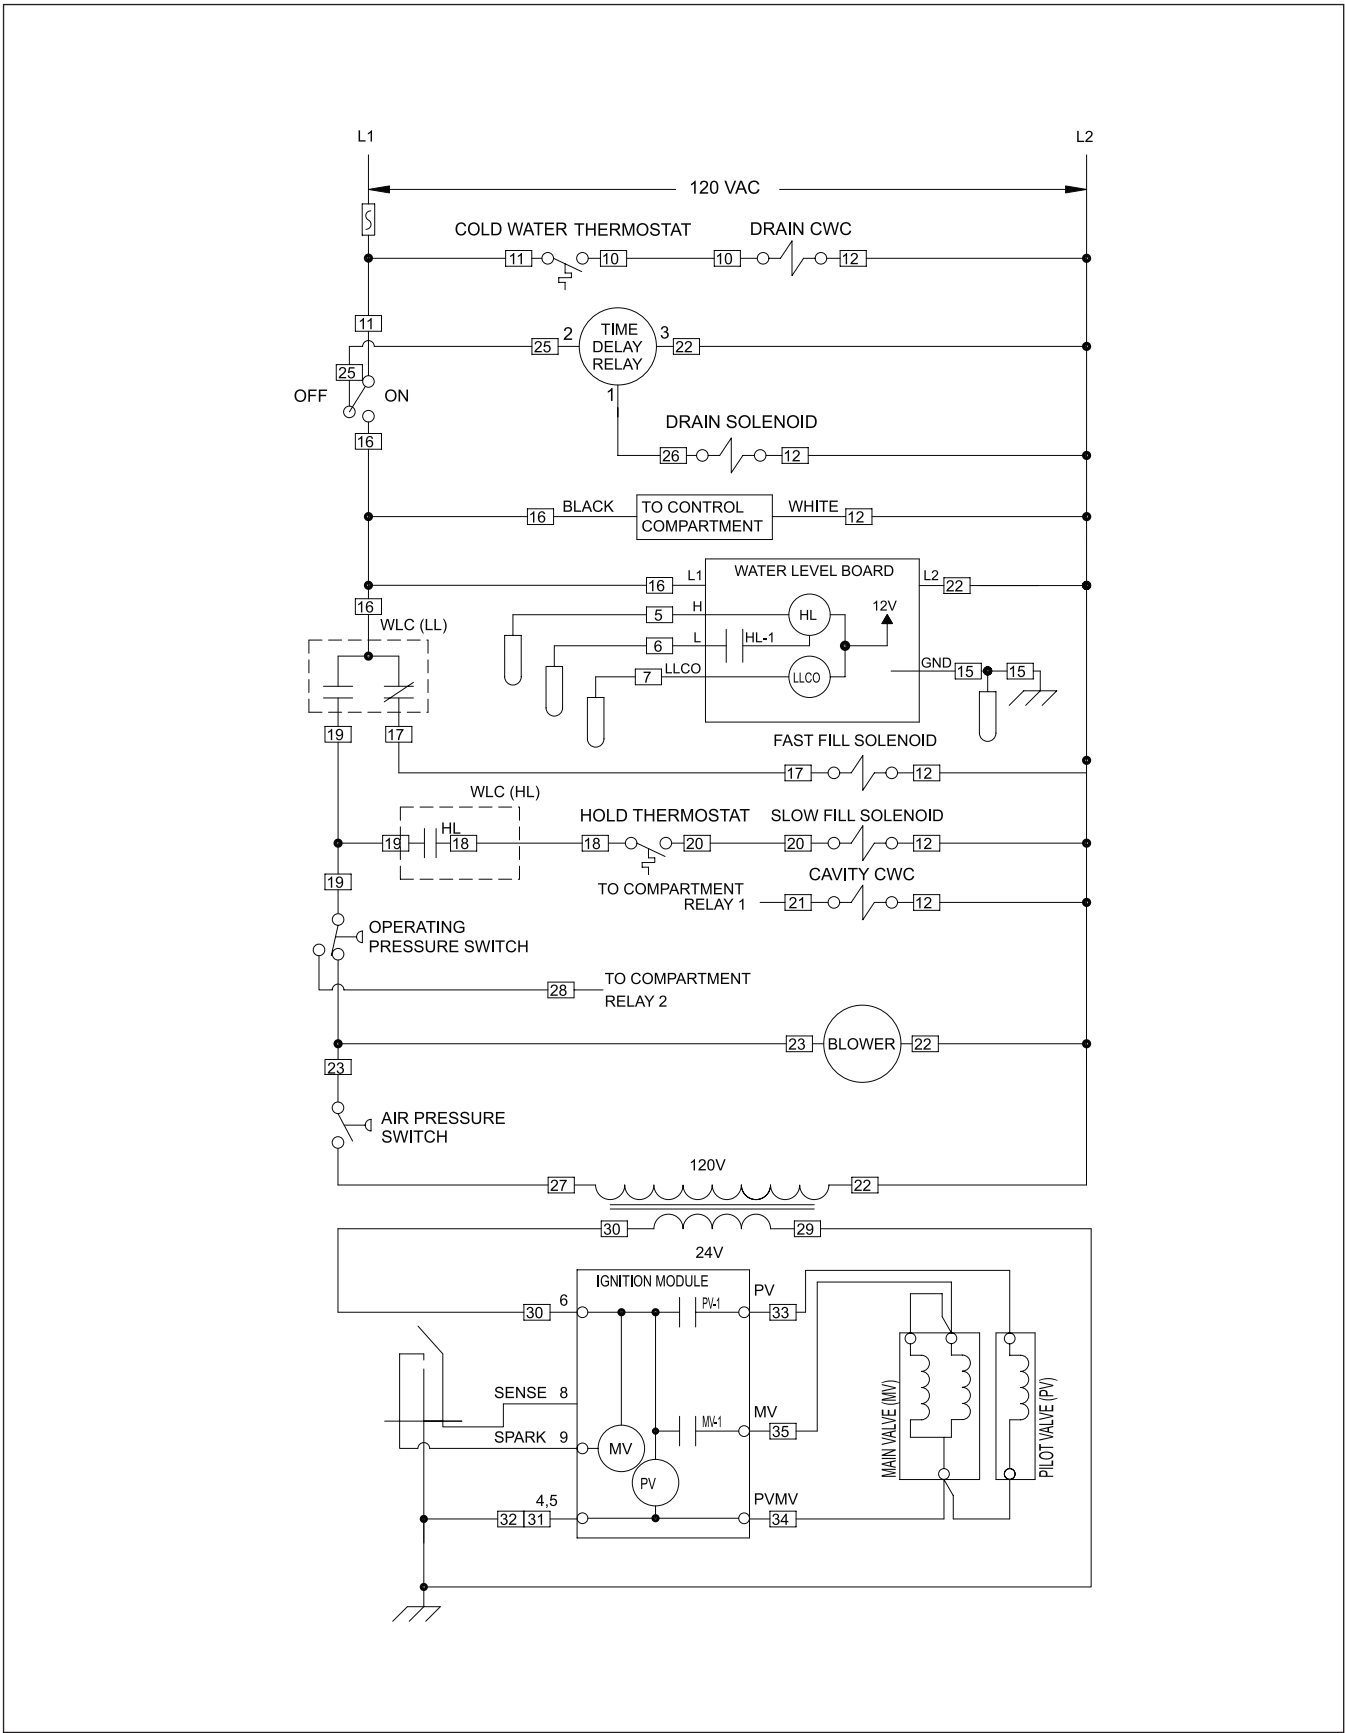 L1
L2
120 VAC
COLD WATER THERMOSTAT
DRAIN CWC
11
10
10
12
11
2
TIME
DELAY
RELAY
3
25
22
25
OFF
ON
1
DRAIN SOLENOID
16
26
12
16
BLACK
TO CONTROL
COMPARTMENT
WHITE
12
WATER LEVEL BOARD
16
L1
L2
22
16
5
H
HL
12V
WLC (LL)
6
L
HL-1
7
LLCO
LLCO
GND
15
15
19
17
FAST FILL SOLENOID
17
12
WLC (HL)
HOLD THERMOSTAT
SLOW FILL SOLENOID
19
HL
18
18
20
20
12
19
CAVITY CWC
TO COMPARTMENT
RELAY 1
21
12
OPERATING
PRESSURE SWITCH
28
TO COMPARTMENT
RELAY 2
23
BLOWER
22
23
AIR PRESSURE
SWITCH
120V
27
22
30
29
24V
IGNITION MODULE
30
6
PV-1
PV
33
SENSE 8
MV-1
MV
35
SPARK 9
MV
PV
MAIN VALVE (MV)
PILOT VALVE (PV)
4,5
32
31
PVMV
34